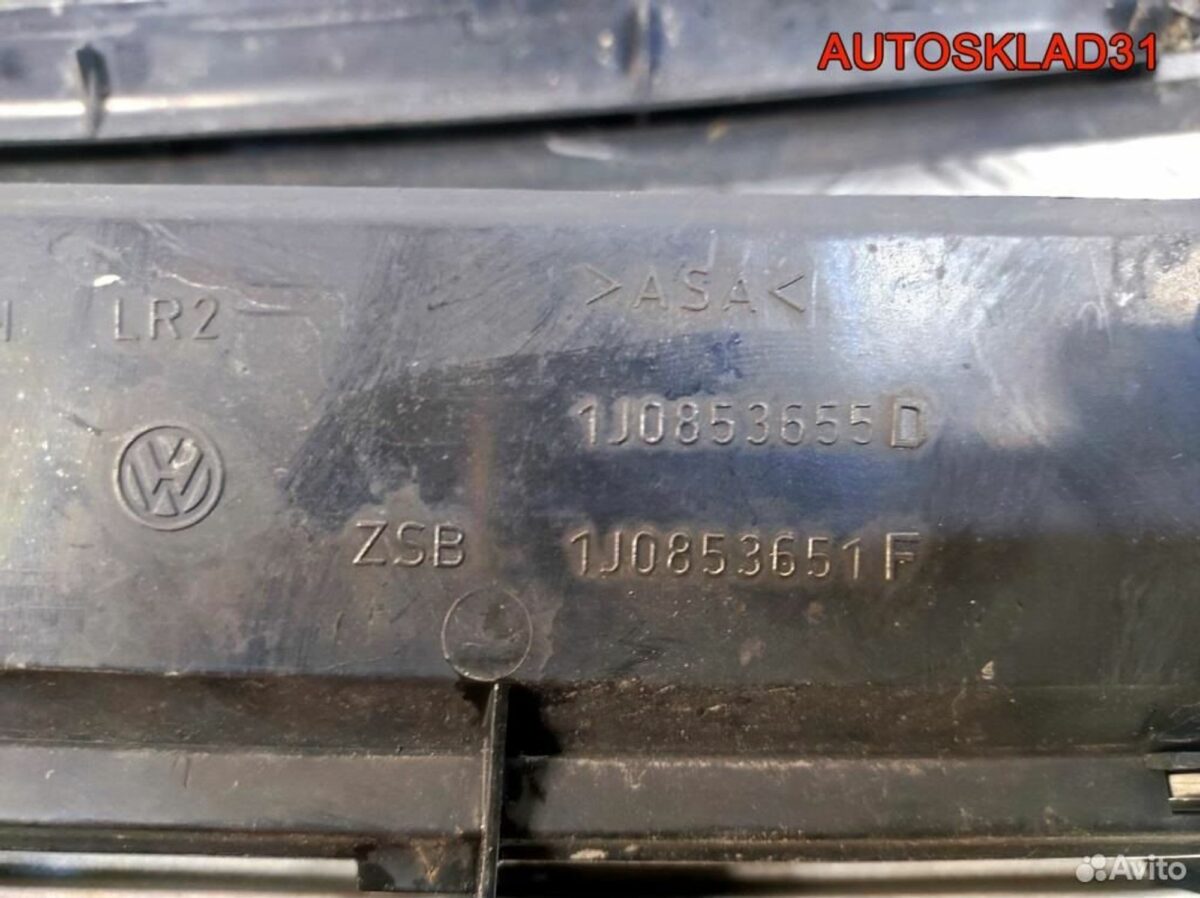 AUTOSKLAD31
>ASA<
LR2
1J0853655D
ZSB 1J0853651F
Avito